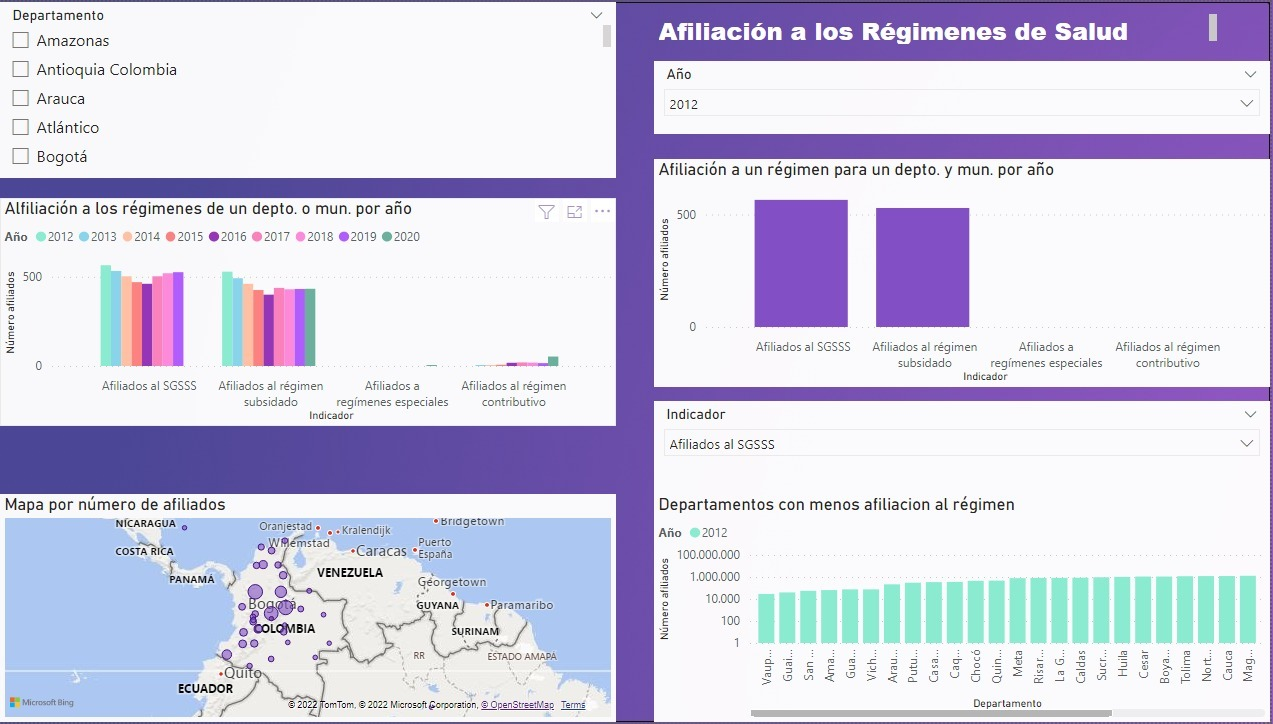 Departamento
Amazonas
Antioquia Colombia
Arauca
Atlántico
Bogotá
Alfiliación a los régimenes de un depto. o mun. por año
Año 2012 2013 2014 2015 2016 2017 2018 2019 2020
Número afiliados
500
0
Afiliados al SGSSS
Afiliados al régimen
subsidado
Afiliados a
regímenes especiales
Afiliados al régimen
contributivo
Indicador
Mapa por número de afiliados
NICARAGUA
COSTA RICA
PANAMÁ
Oranjestad
Kralendijk
Willemstad
Caracas
Bridgetown
Puerto
España
VENEZUELA
Georgetown
GUYANA
Paramaribo
SURINAM
Bogotá
COLOMBIA
RR
ESTADO AMAPÁ
Quito
ECUADOR
Microsoft Bing
© 2022 TomTom, © 2022 Microsoft Corporation, © OpenStreetMap Terms
Afiliación a los Régimenes de Salud
Año
2012
Afiliación a un régimen para un depto. y mun. por año
Número afiliados
500
0
Afiliados al SGSSS
Afiliados al régimen
subsidado
Afiliados a
regímenes especiales
Afiliados al régimen
contributivo
Indicador
Indicador
Afiliados al SGSSS
Departamentos con menos afiliacion al régimen
Año 2012
Número afiliados
100.000.000
1.000.000
10.000
100
1
Vaup...
Guai...
San...
Ama...
Gua...
Vich...
Arau...
Putu...
Casa...
Caq...
Chocó
Quin...
Meta
Risar...
La G...
Caldas
Sucr...
Huila
Cesar
Boya...
Tolima
Nort...
Cauca
Mag...
Departamento